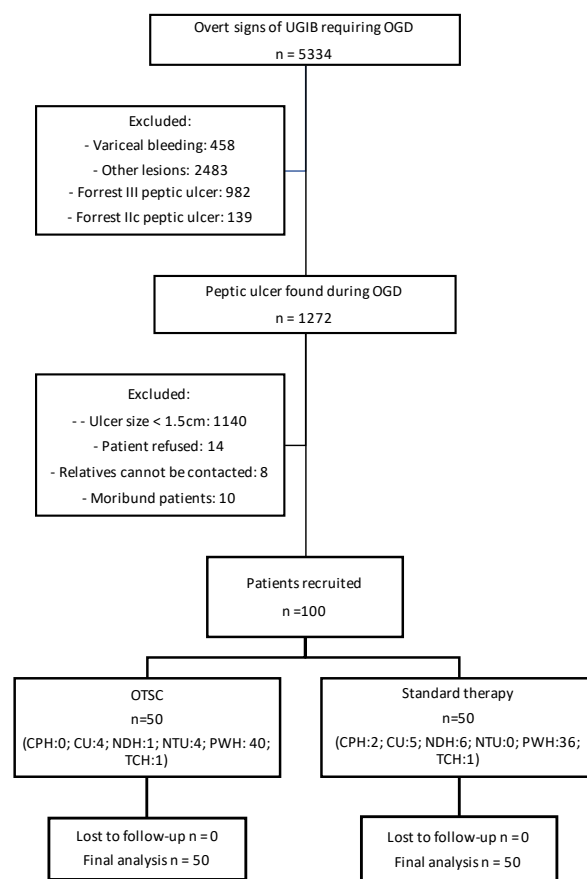 Overt signs of UGIB requiring OGD
n = 5334
Excluded:
- Variceal bleeding: 458
- Other lesions: 2483
- Forrest III peptic ulcer: 982
- Forrest IIc peptic ulcer: 139
Peptic ulcer found during OGD
n = 1272
Excluded:
- - Ulcer size < 1.5cm: 1140
- Patient refused: 14
- Relatives cannot be contacted: 8
- Moribund patients: 10
Patients recruited
n =100
OTSC
n=50
(CPH:0; CU:4; NDH:1; NTU:4; PWH: 40;
TCH:1)
Standard therapy
n=50
(CPH:2; CU:5; NDH:6; NTU:0; PWH:36;
TCH:1)
Lost to follow-up n = 0
Final analysis n = 50
Lost to follow-up n = 0
Final analysis n = 50